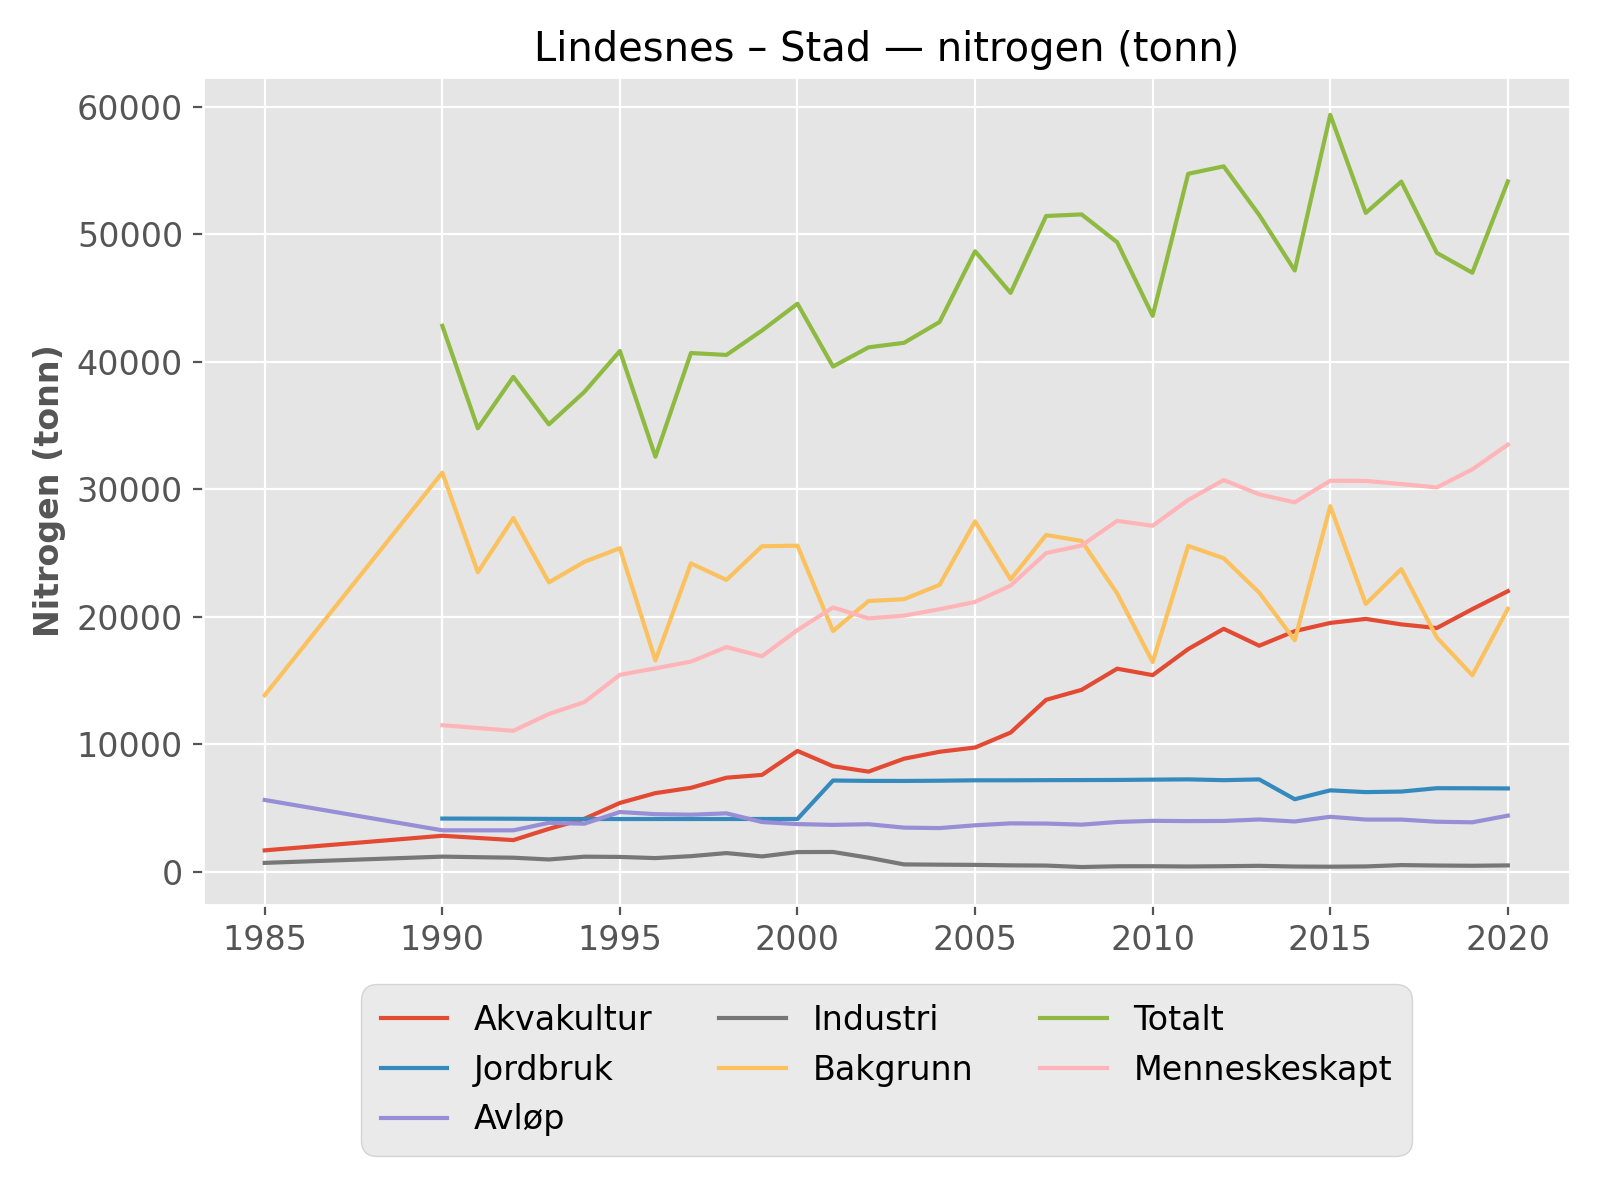 Lindesnes – Stad — nitrogen (tonn)
Nitrogen (tonn)
60000
50000
40000
30000
20000
10000
0
1985 1990 1995 2000 2005 2010 2015 2020
Akvakultur Industri Totalt
Jordbruk Bakgrunn Menneskeskapt
Avløp